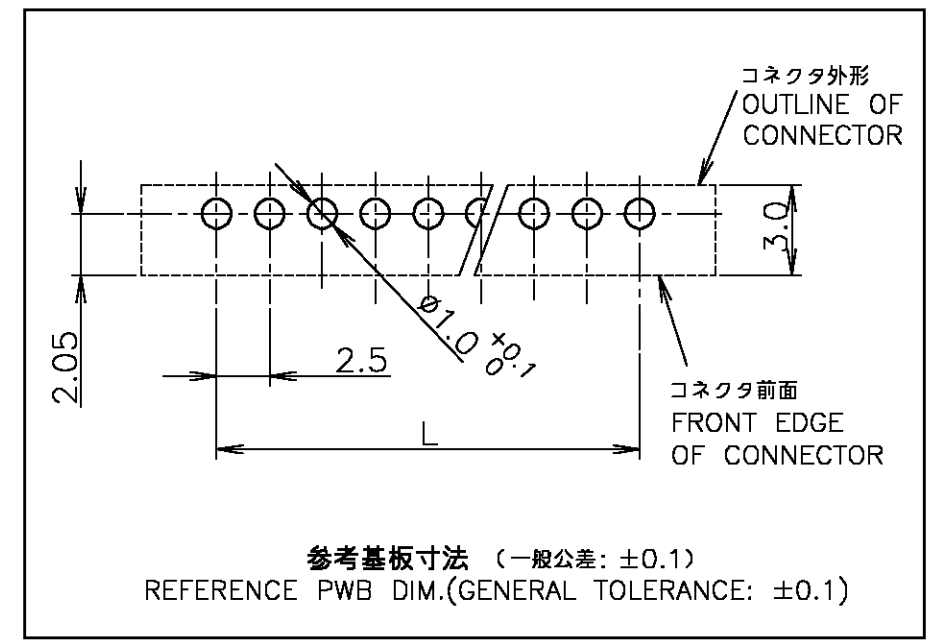 コネクタ外形
OUTLINE OF
CONNECTOR
3.0
2.05
2.5
ø1.0 +0.1
0
L
コネクタ前面
FRONT EDGE
OF CONNECTOR
参考基板寸法 (一般公差: ±0.1)
REFERENCE PWB DIM.(GENERAL TOLERANCE: ±0.1)